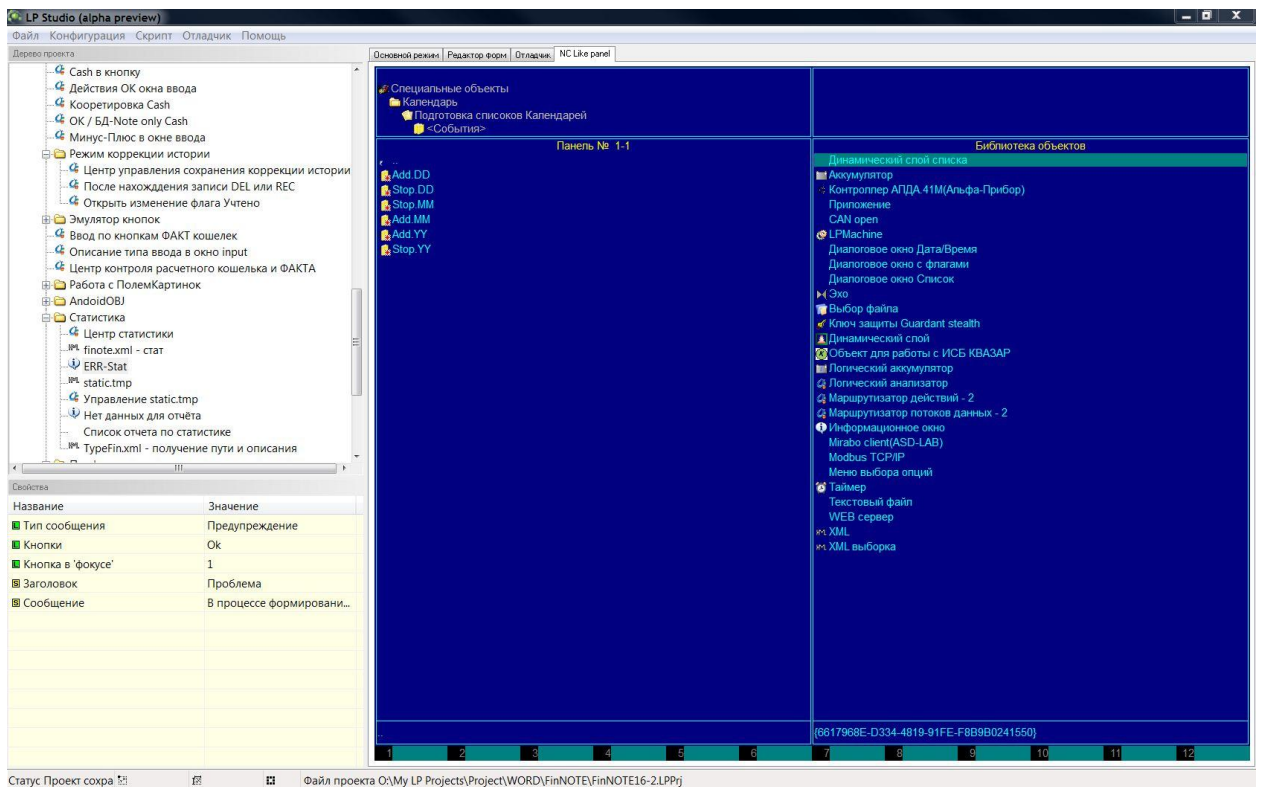 LP Studio (alpha preview)
Файл Конфигурация Скрипт Отладчик Помощь
Дерево проекта
Cash в кнопку
Действия ОК окна ввода
Кооретировка Cash
ОК / БД-Note only Cash
Минус-Плюс в окне ввода
Режим коррекции истории
Центр управления сохранения коррекции истории
После нахожддения записи DEL или REC
Открыть изменение флага Учтено
Эмулятор кнопок
Ввод по кнопкам ФАКТ кошелек
Описание типа ввода в окно input
Центр контроля расчетного кошелька и ФАКТА
Работа с ПолемКартинок
AndoidOBJ
Статистика
Центр статистики
finote.xml - стат
ERR-Stat
static.tmp
Управление static.tmp
Нет данных для отчёта
Список отчета по статистике
TypeFin.xml - получение пути и описания
Свойства
Название Значение
Тип сообщения Предупреждение
Кнопки Ok
Кнопка в 'фокусе' 1
Заголовок Проблема
Сообщение В процессе формировани...
Основной режим Редактор форм Отладчик NC Like panel
Специальные объекты
Календарь
Подготовка списоков Календарей
<События>
Панель № 1-1
..
Add.DD
Stop.DD
Stop.MM
Add.MM
Add.YY
Stop.YY
..
Библиотека объектов
Динамический слой списка
Аккумулятор
Контроллер АПДА.41М(Альфа-Прибор)
Приложение
CAN open
LPMachine
Диалоговое окно Дата/Время
Диалоговое окно с флагами
Диалоговое окно Список
Эхо
Выбор файла
Ключ защиты Guardant stealth
Динамический слой
Объект для работы с ИСБ КВАЗАР
Логический аккумулятор
Логический анализатор
Маршрутизатор действий - 2
Маршрутизатор потоков данных - 2
Информационное окно
Mirabo client(ASD-LAB)
Modbus TCP/IP
Меню выбора опций
Таймер
Текстовый файл
WEB сервер
XML
XML выборка
{6617968E-D334-4819-91FE-F8B9B0241550}
1 2 3 4 5 6 7 8 9 10 11 12
Статус Проект сохра Файл проекта O:\My LP Projects\Project\WORD\FinNOTE\FinNOTE16-2.LPPrj